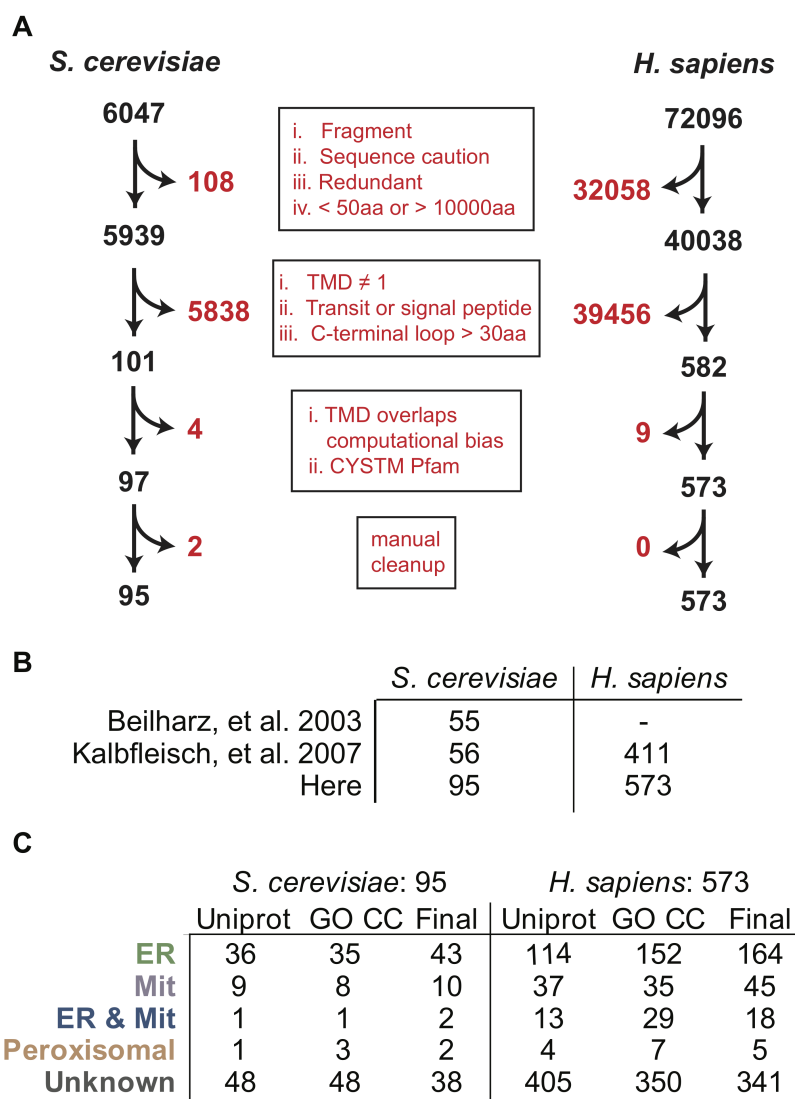 A
S. cerevisiae
H. sapiens
6047
72096
i. Fragment
ii. Sequence caution
iii. Redundant
iv. < 50aa or > 10000aa
108
32058
5939
40038
i. TMD ≠ 1
ii. Transit or signal peptide
iii. C-terminal loop > 30aa
5838
39456
101
582
i. TMD overlaps
computational bias
ii. CYSTM Pfam
4
9
97
573
manual
cleanup
2
0
95
573
B
S. cerevisiae H. sapiens
Beilharz, et al. 2003 55 -
Kalbfleisch, et al. 2007 56 411
Here 95 573
C
S. cerevisiae: 95 H. sapiens: 573
Uniprot GO CC Final Uniprot GO CC Final
ER 36 35 43 114 152 164
Mit 9 8 10 37 35 45
ER & Mit 1 1 2 13 29 18
Peroxisomal 1 3 2 4 7 5
Unknown 48 48 38 405 350 341